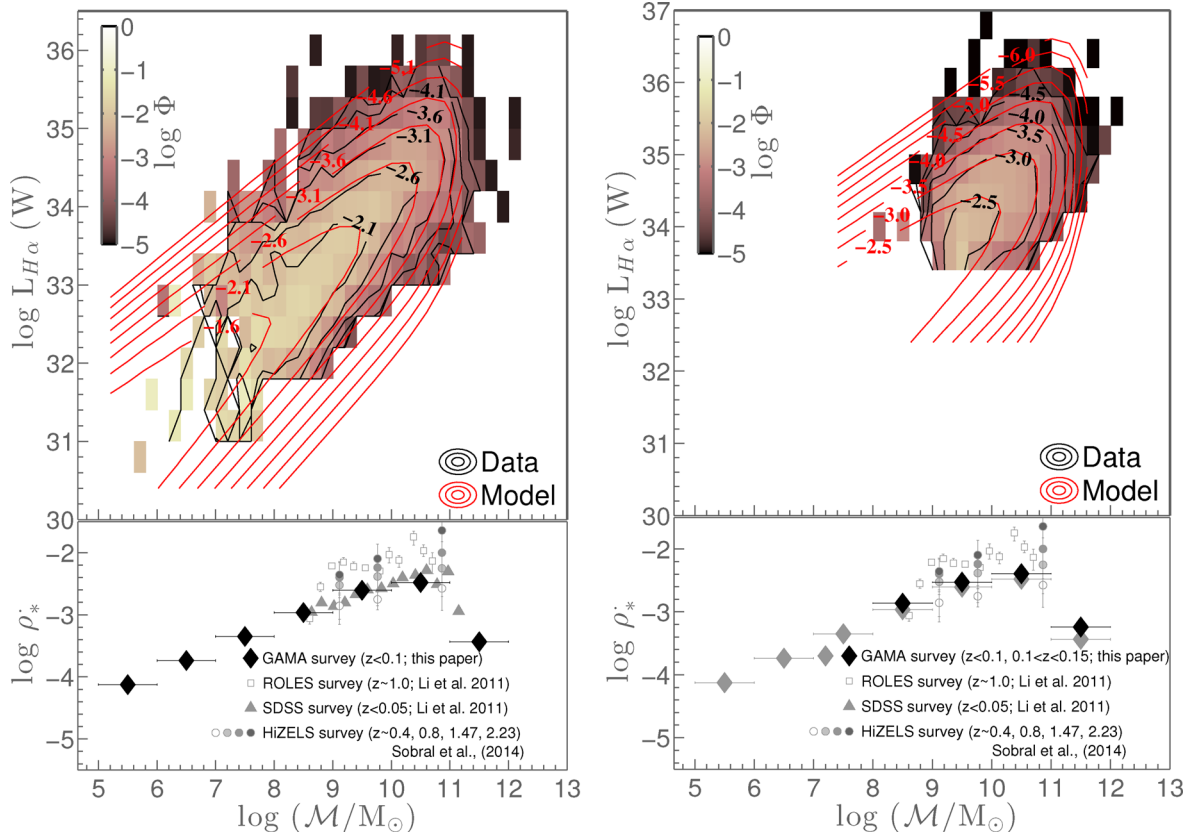 0
−1
−2
−3
−4
−5
log Φ
36
35
34
33
32
31
30
log L_{Hα} (W)
−5.1
−4.6
−4.1
−3.6
−3.1
−2.6
−2.1
−1.6
−4.1
−3.6
−3.1
−2.6
−2.1
Data
Model
−2
−3
−4
−5
log ρ̇_*
GAMA survey (z<0.1; this paper)
ROLES survey (z~1.0; Li et al. 2011)
SDSS survey (z<0.05; Li et al. 2011)
HiZELS survey (z~0.4, 0.8, 1.47, 2.23)
Sobral et al., (2014)
5 6 7 8 9 10 11 12 13
log (ℳ/M_⊙)
0
−1
−2
−3
−4
−5
log Φ
37
36
35
34
33
32
31
30
log L_{Hα} (W)
−6.0
−5.5
−5.0
−4.5
−4.0
−3.5
−3.0
−2.5
−4.5
−4.0
−3.5
−3.0
−2.5
Data
Model
−2
−3
−4
−5
log ρ̇_*
GAMA survey (z<0.1, 0.1<z<0.15; this paper)
ROLES survey (z~1.0; Li et al. 2011)
SDSS survey (z<0.05; Li et al. 2011)
HiZELS survey (z~0.4, 0.8, 1.47, 2.23)
Sobral et al., (2014)
5 6 7 8 9 10 11 12 13
log (ℳ/M_⊙)